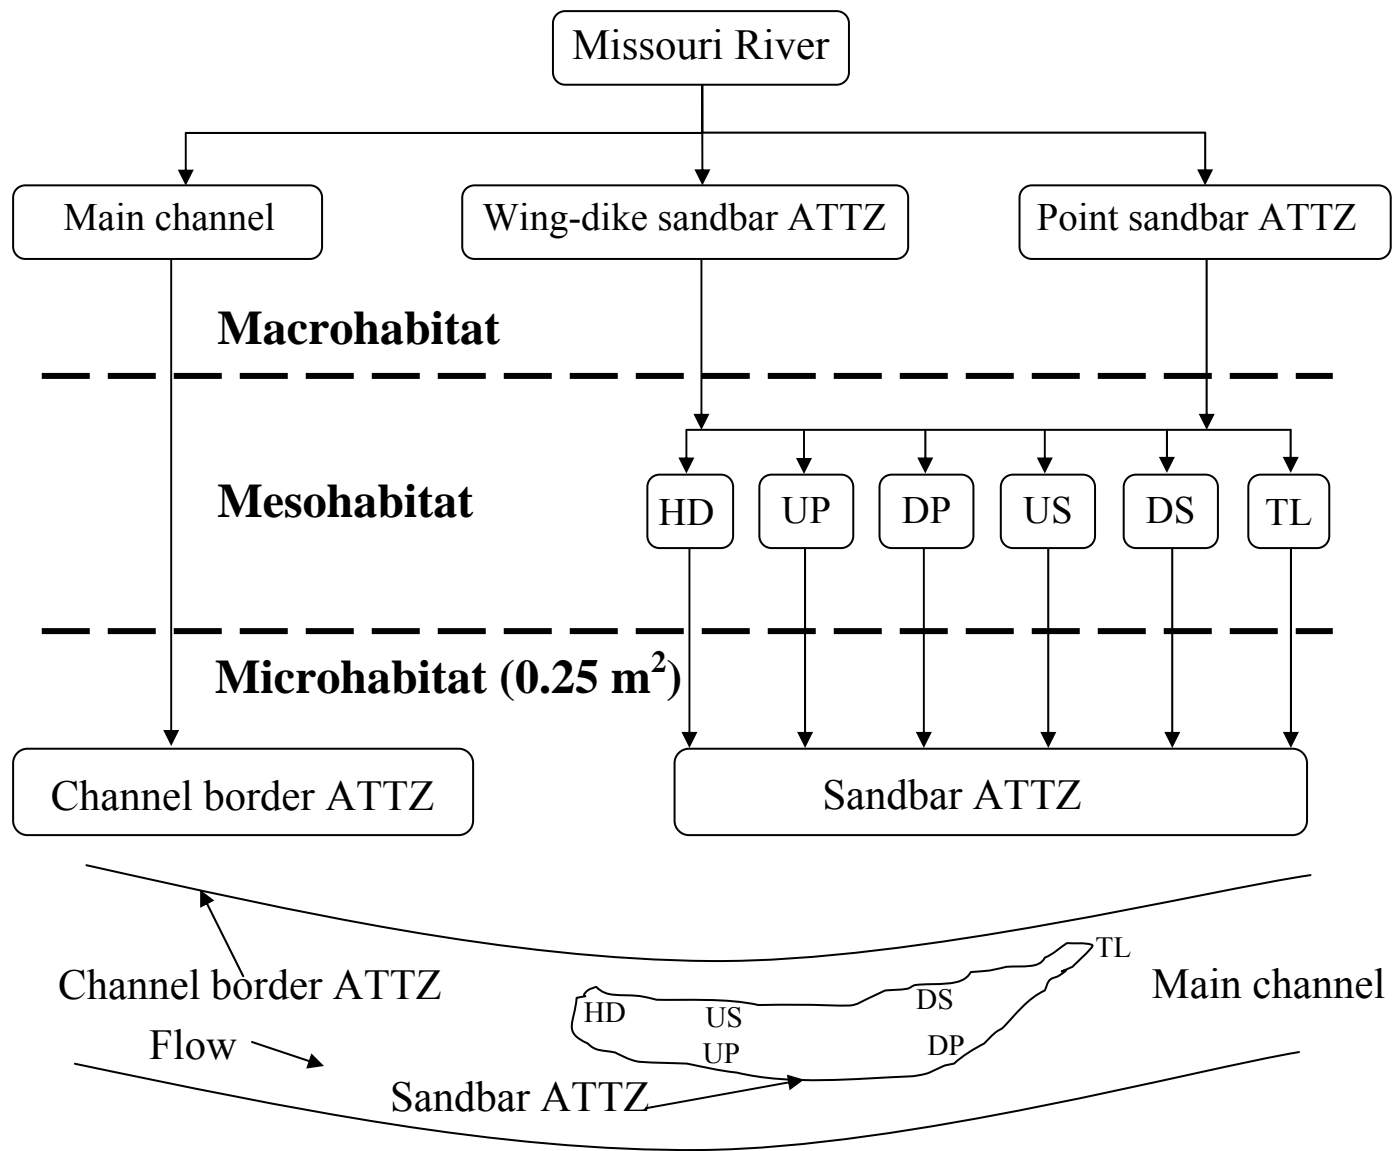 Missouri River
Main channel
Wing-dike sandbar ATTZ
Point sandbar ATTZ
Macrohabitat
Mesohabitat
HD
UP
DP
US
DS
TL
Microhabitat (0.25 m²)
Channel border ATTZ
Sandbar ATTZ
TL
Channel border ATTZ
Main channel
HD
US
DS
Flow
UP
DP
Sandbar ATTZ